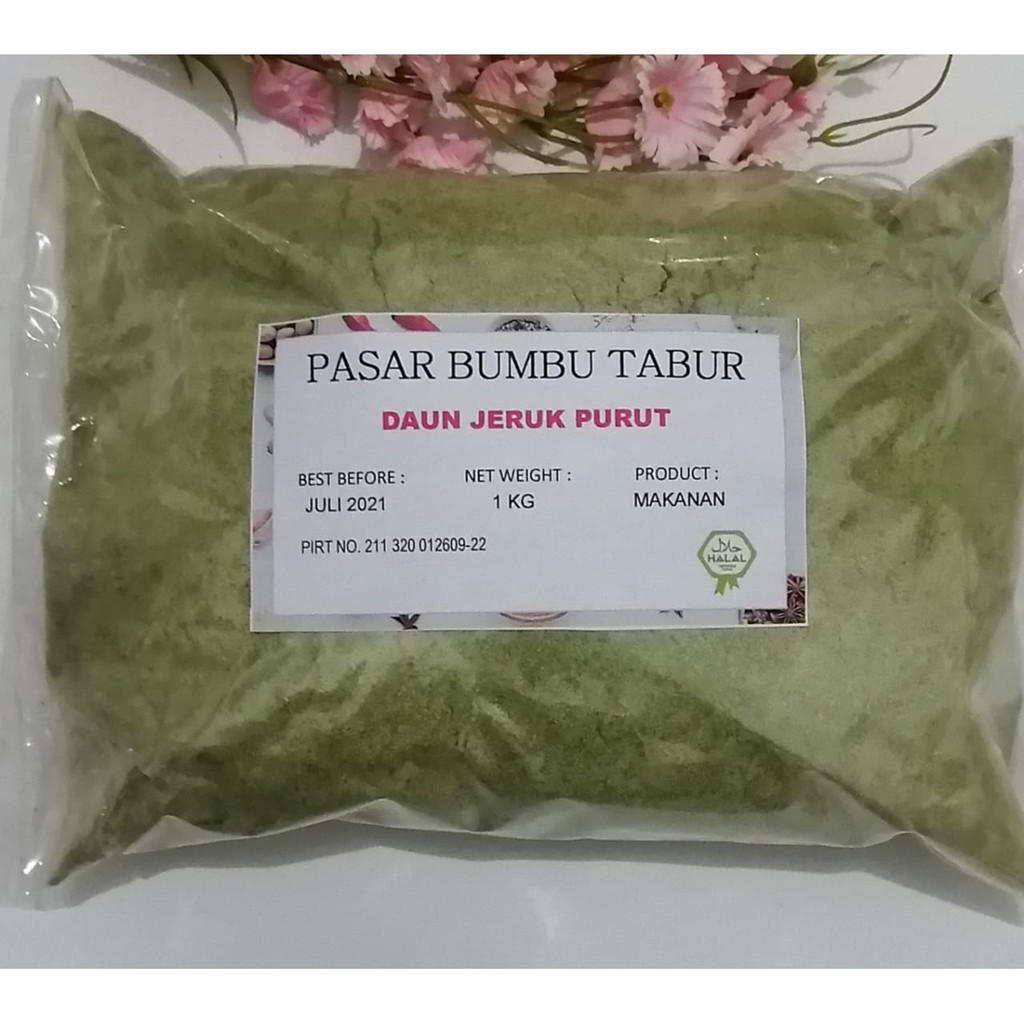 PASAR BUMBU TABUR
DAUN JERUK PURUT
BEST BEFORE : NET WEIGHT : PRODUCT :
JULI 2021 1 KG MAKANAN
PIRT NO. 211 320 012609-22
حلال
HALAL